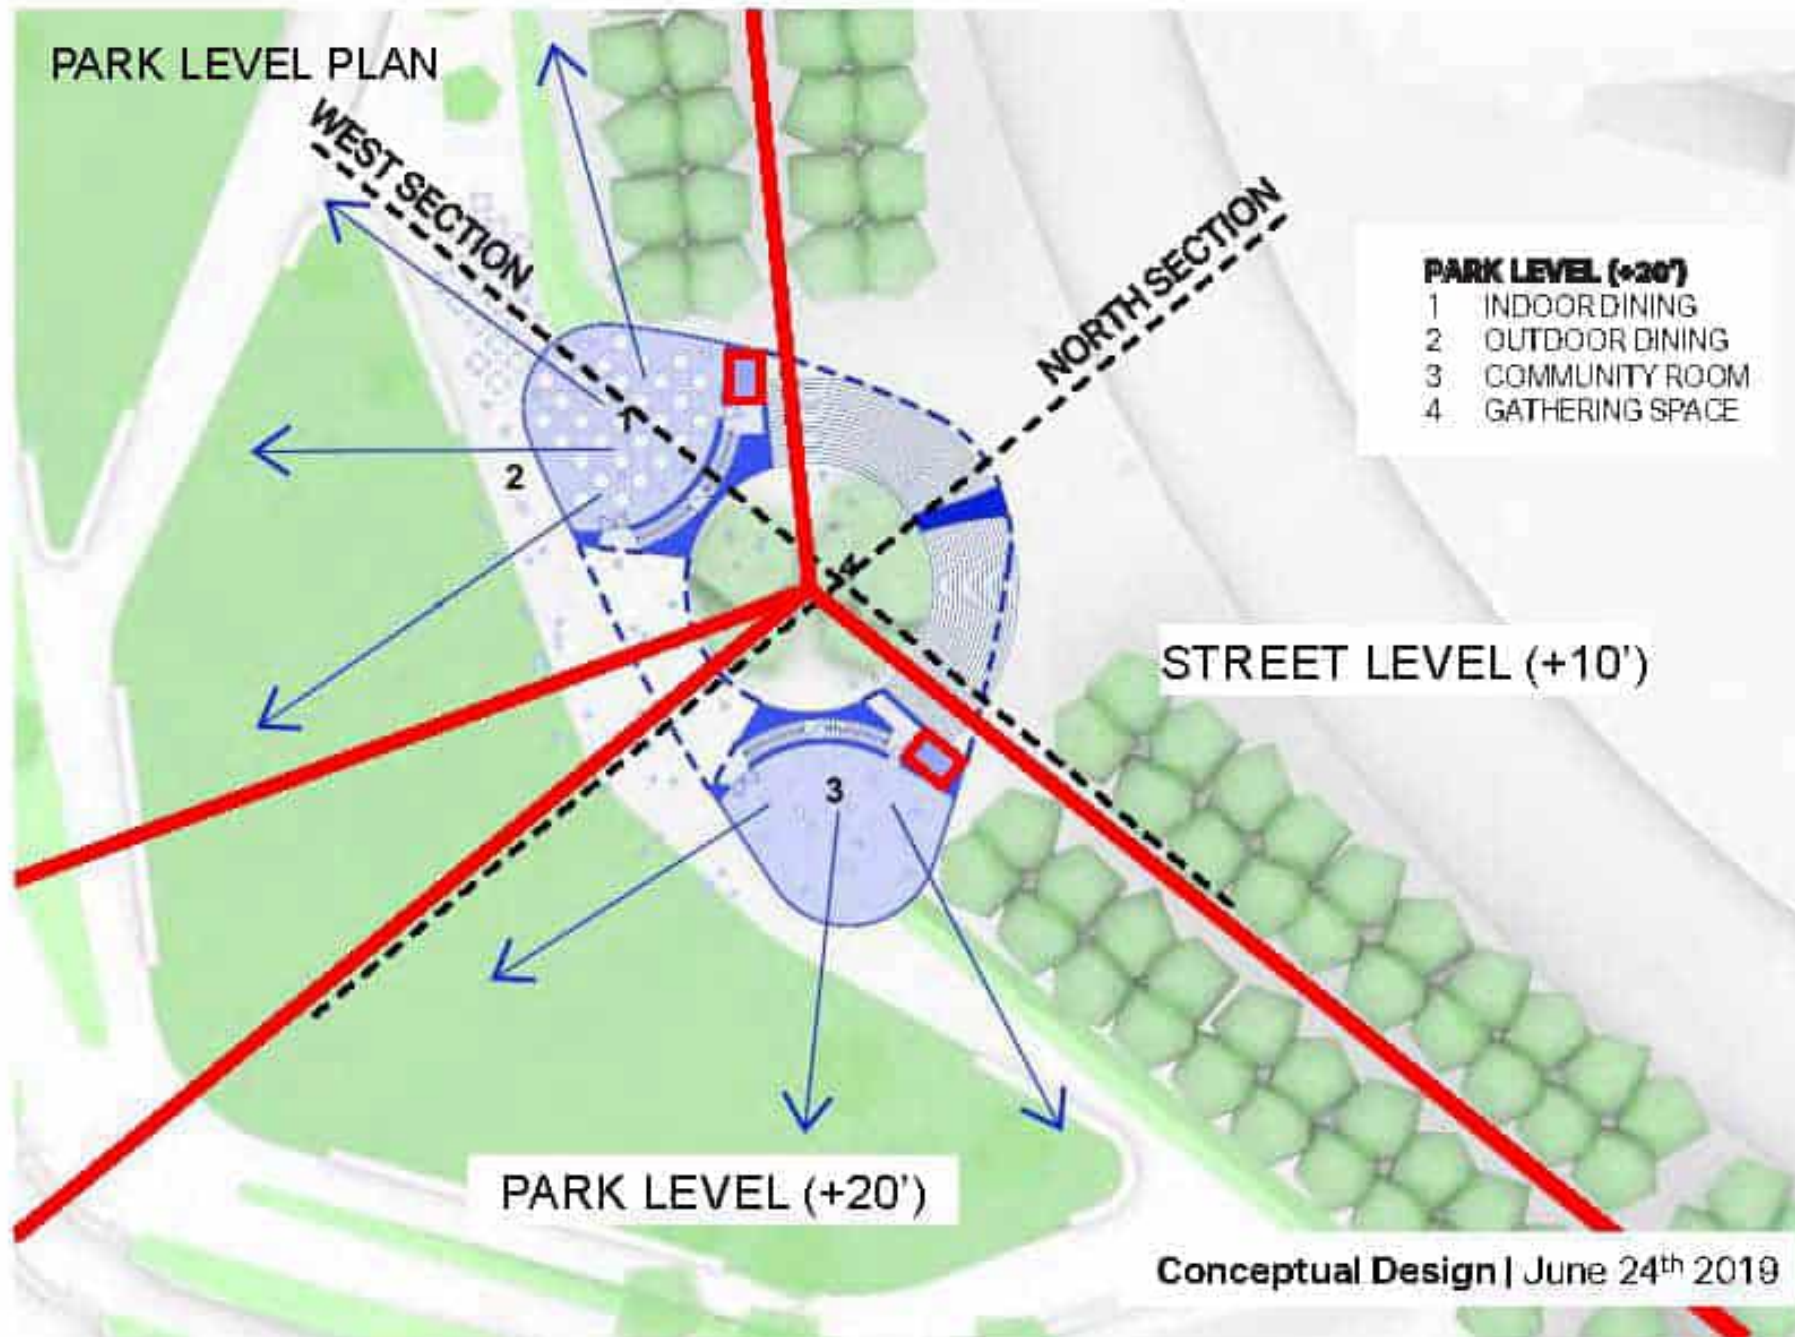 PARK LEVEL PLAN
WEST SECTION
NORTH SECTION
PARK LEVEL (+20')
1 INDOOR DINING
2 OUTDOOR DINING
3 COMMUNITY ROOM
4 GATHERING SPACE
2
STREET LEVEL (+10')
3
PARK LEVEL (+20')
Conceptual Design | June 24th 2019